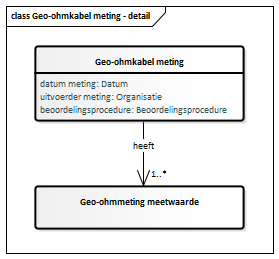 class Geo-ohmkabel meting - detail
Geo-ohmkabel meting
datum meting: Datum
uitvoerder meting: Organisatie
beoordelingsprocedure: Beoordelingsprocedure
heeft
1..*
Geo-ohmmeting meetwaarde